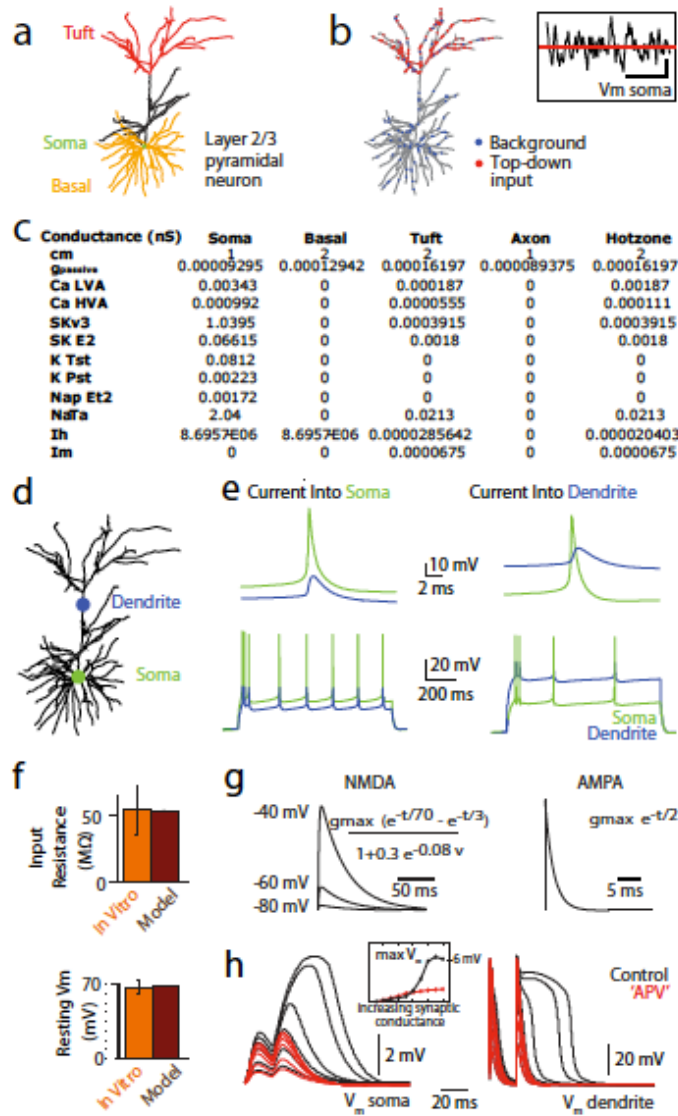 a
Tuft
Soma
Basal
Layer 2/3
pyramidal
neuron
b
Vm soma
Background
Top-down
input
c
Conductance (nS) Soma Basal Tuft Axon Hotzone
cm 1 2 2 1 2
gpassive 0.00009295 0.00012942 0.00016197 0.000089375 0.00016197
Ca LVA 0.00343 0 0.000187 0 0.00187
Ca HVA 0.000992 0 0.0000555 0 0.000111
SKv3 1.0395 0 0.0003915 0 0.0003915
SK E2 0.06615 0 0.0018 0 0.0018
K Tst 0.0812 0 0 0 0
K Pst 0.00223 0 0 0 0
Nap Et2 0.00172 0 0 0 0
NaTa 2.04 0 0.0213 0 0.0213
Ih 8.6957E06 8.6957E06 0.0000285642 0 0.000020403
Im 0 0 0.0000675 0 0.0000675
d
Dendrite
Soma
e
Current Into Soma
Current Into Dendrite
10 mV
2 ms
20 mV
200 ms
Soma
Dendrite
f
Input
Resistance
(MΩ)
50
0
In Vitro
Model
Resting Vm
(mV)
70
0
In Vitro
Model
g
NMDA
-40 mV
-60 mV
-80 mV
gmax (e-t/70 - e-t/3)
1+0.3 e-0.08 v
50 ms
AMPA
gmax e-t/2
5 ms
h
max Vm
6 mV
Increasing synaptic
conductance
2 mV
Vm soma
20 ms
Control
'APV'
20 mV
Vm dendrite